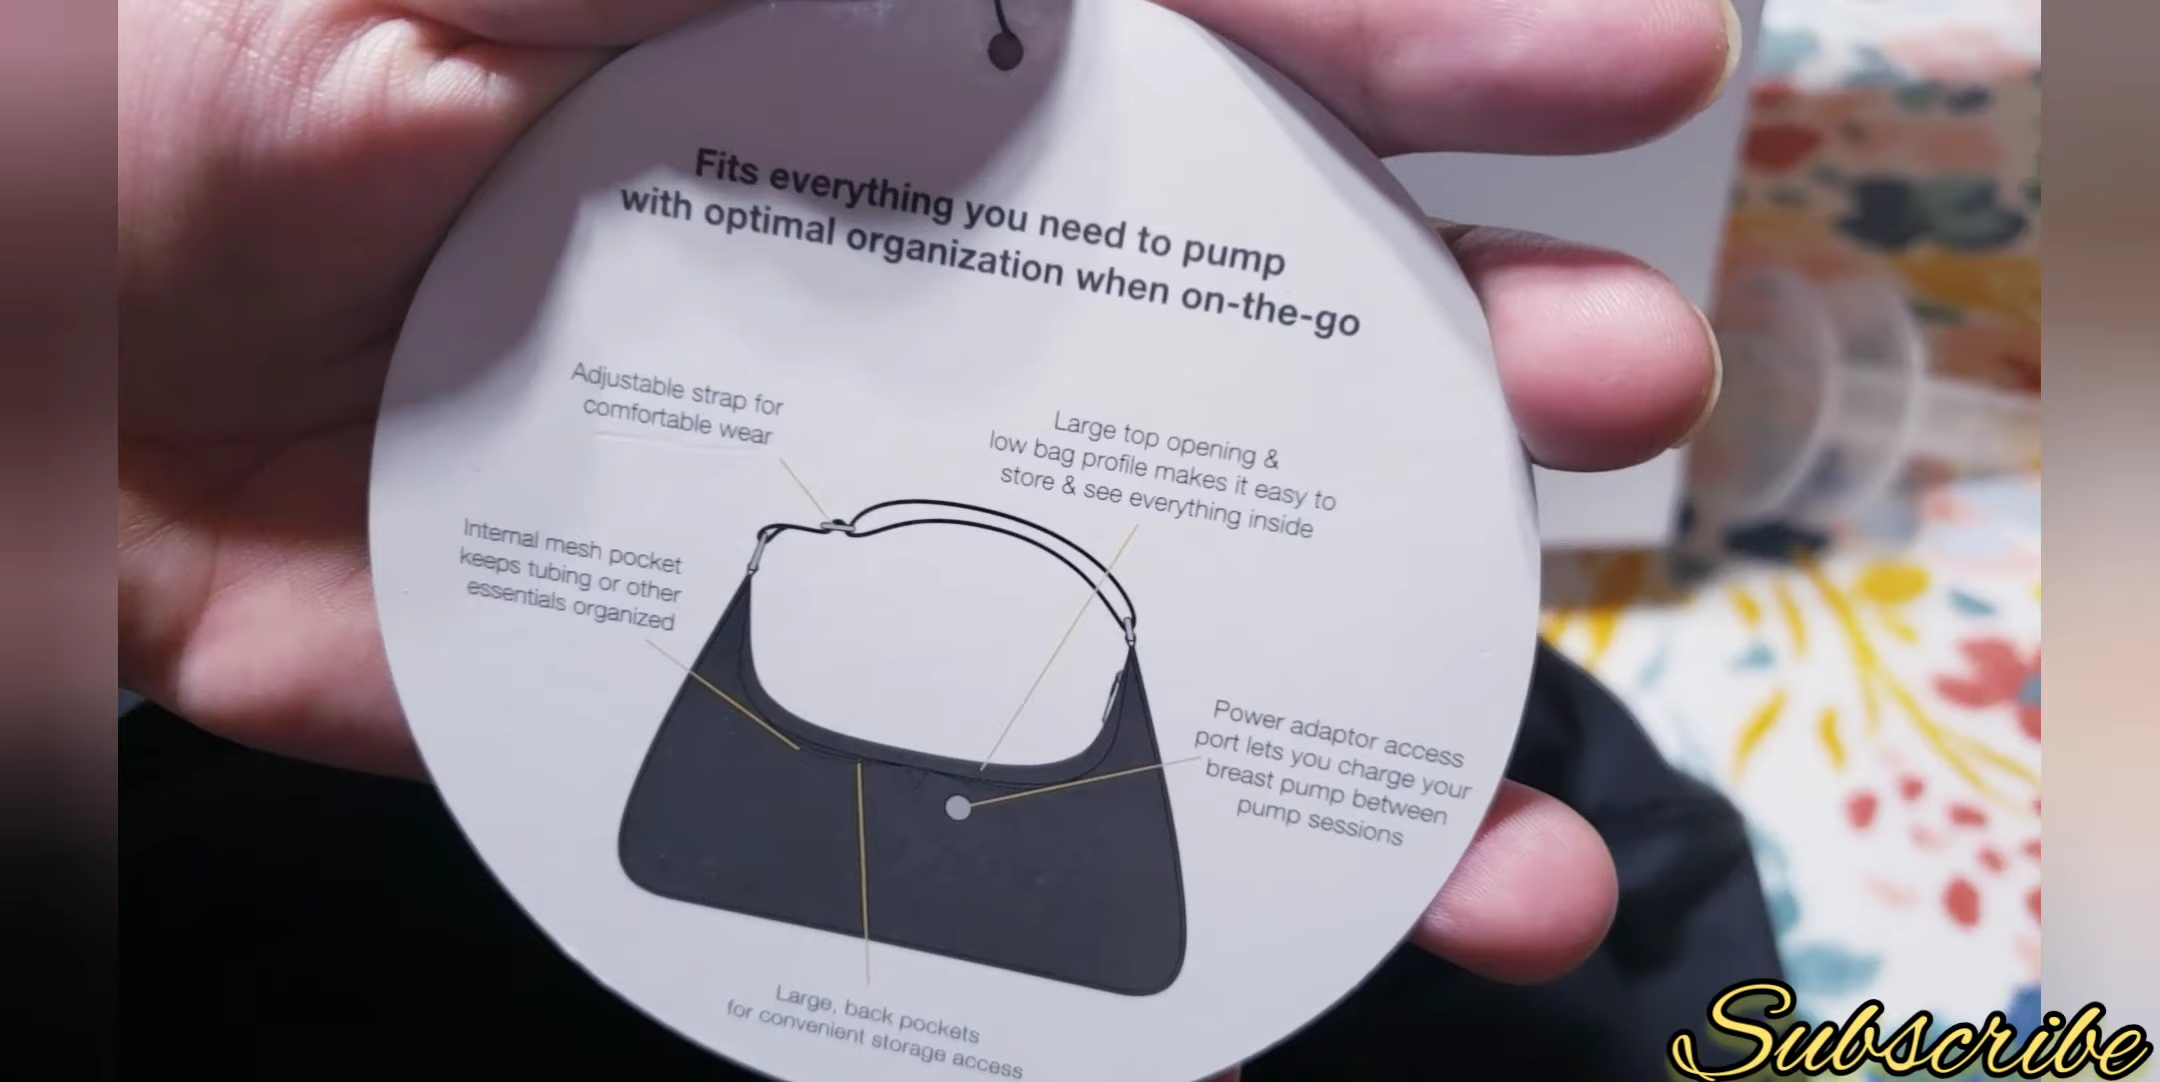 Fits everything you need to pump
with optimal organization when on-the-go
Adjustable strap for
comfortable wear
Large top opening &
low bag profile makes it easy to
store & see everything inside
Internal mesh pocket
keeps tubing or other
essentials organized
Power adaptor access
port lets you charge your
breast pump between
pump sessions
Large, back pockets
for convenient storage access
Subscribe